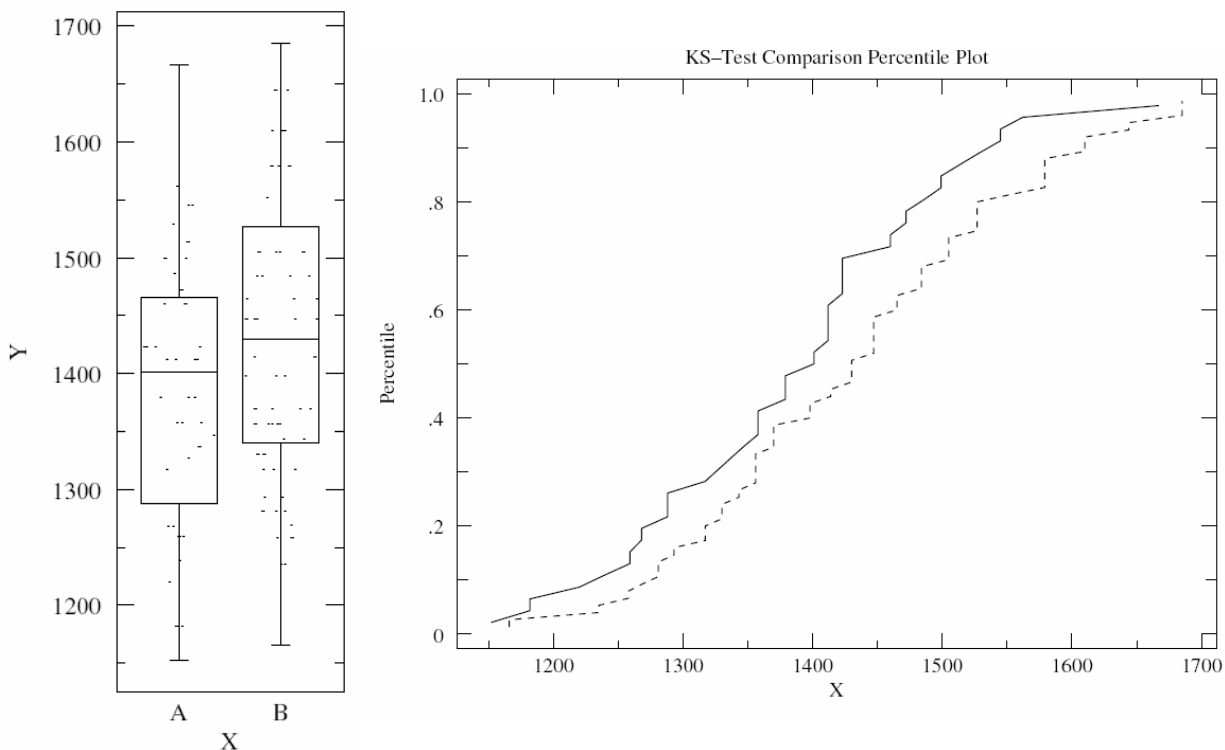 1700
1600
1500
1400
1300
1200
Y
A B
X
KS–Test Comparison Percentile Plot
1.0
.8
.6
.4
.2
0
Percentile
1200 1300 1400 1500 1600 1700
X